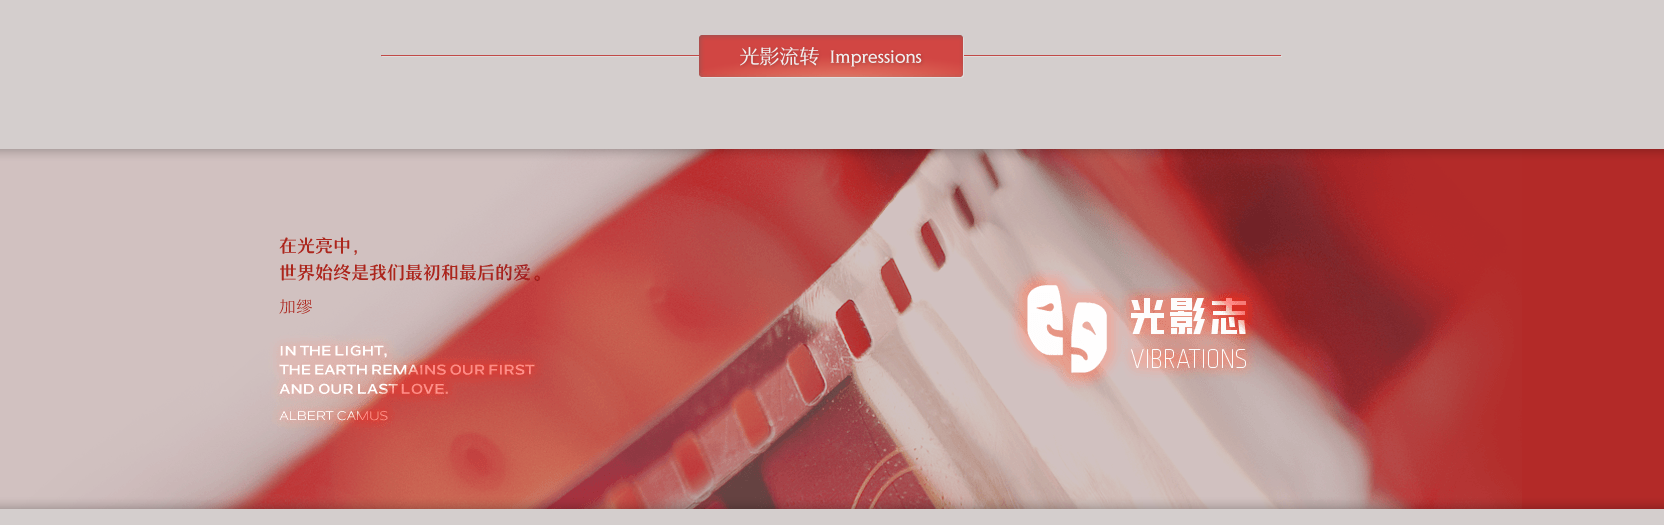 光影流转 Impressions
在光亮中，
世界始终是我们最初和最后的爱。
加缪
IN THE LIGHT,
THE EARTH REMAINS OUR FIRST
AND OUR LAST LOVE.
ALBERT CAMUS
光影志
VIBRATIONS